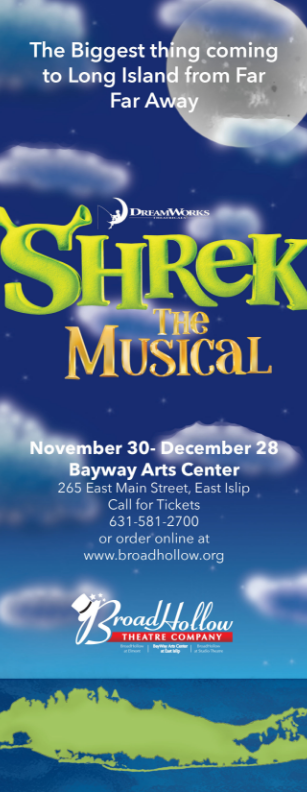 The Biggest thing coming
to Long Island from Far
Far Away
DREAMWORKS
SHREK
THE
MUSICAL
November 30- December 28
Bayway Arts Center
265 East Main Street, East Islip
Call for Tickets
631-581-2700
or order online at
www.broadhollow.org
BroadHollow
THEATRE COMPANY